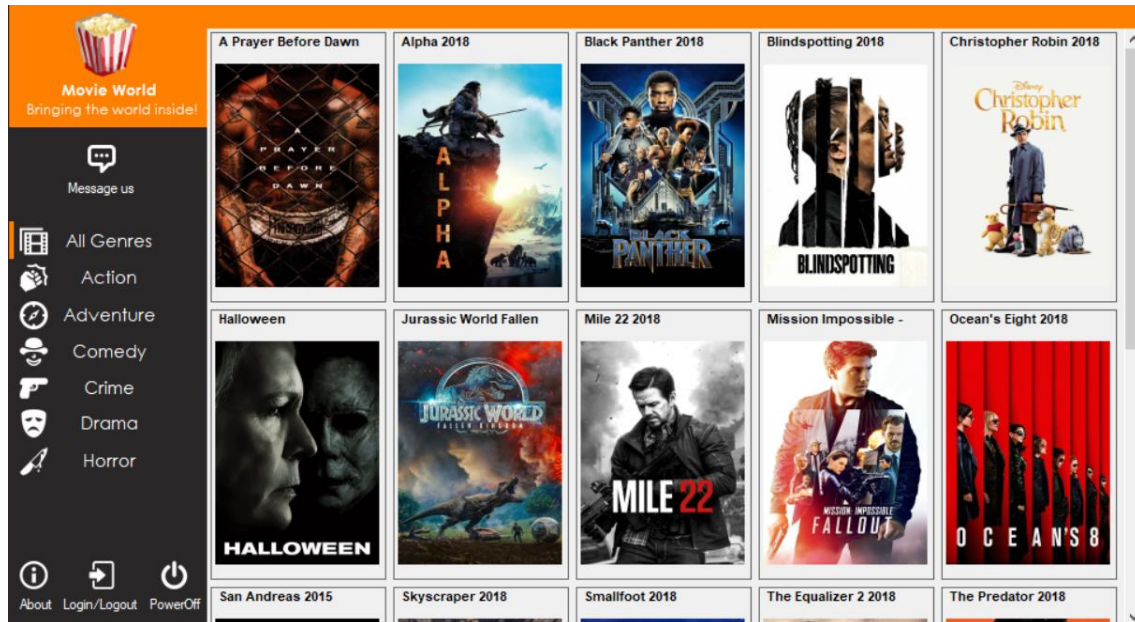 Movie World
Bringing the world inside!
Message us
All Genres
Action
Adventure
Comedy
Crime
Drama
Horror
About
Login/Logout
PowerOff
A Prayer Before Dawn
Alpha 2018
Black Panther 2018
Blindspotting 2018
Christopher Robin 2018
A
PRAYER
BEFORE
DAWN
ALPHA
BLACK
PANTHER
BLINDSPOTTING
Disney
Christopher
Robin
Halloween
Jurassic World Fallen
Mile 22 2018
Mission Impossible -
Ocean's Eight 2018
HALLOWEEN
JURASSIC WORLD
FALLEN KINGDOM
MILE 22
MISSION: IMPOSSIBLE
FALLOUT
OCEAN'S 8
San Andreas 2015
Skyscraper 2018
Smallfoot 2018
The Equalizer 2 2018
The Predator 2018